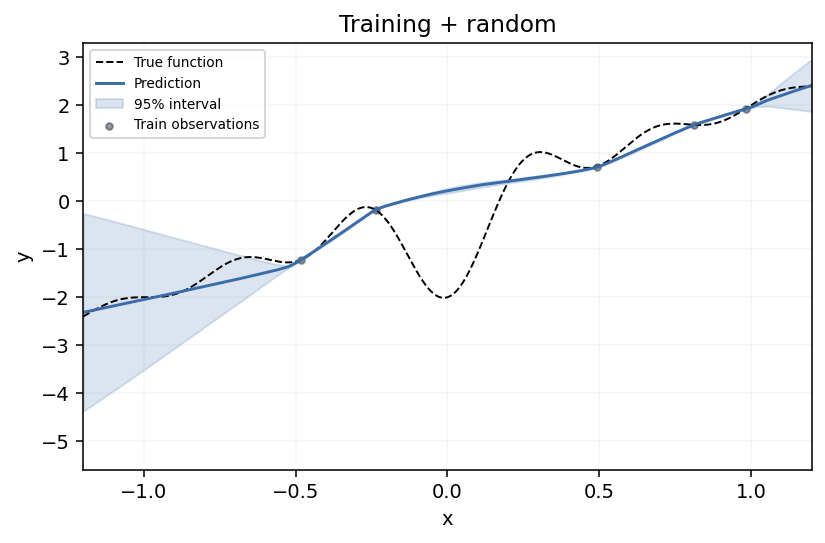 Training + random
True function
Prediction
95% interval
Train observations
3
2
1
0
−1
−2
−3
−4
−5
y
−1.0
−0.5
0.0
0.5
1.0
x